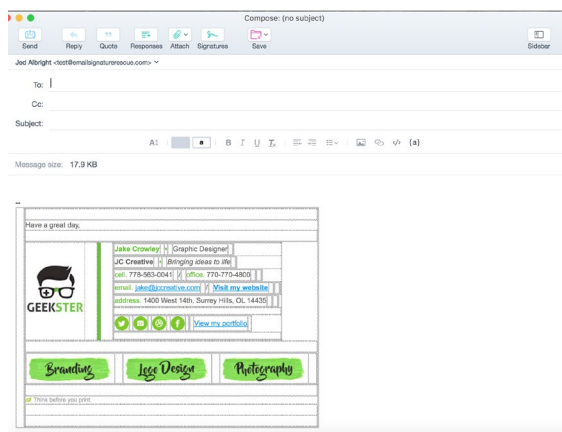 Compose: (no subject)
Send Reply Quote Responses Attach Signatures Save Sidebar
Jed Albright <test@emailsignaturerescue.com>
To:
Cc:
Subject:
A a B I U T {a}
Message size: 17.9 KB
--
Have a great day,
Jake Crowley | - Graphic Designer
JC Creative | - Bringing ideas to life
cell. 778-563-0041 / office. 770-770-4800
email. jake@jccreative.com / Visit my website
address. 1400 West 14th, Surrey Hills, OL 14435
GEEKSTER
View my portfolio
Branding Logo Design Photography
Think before you print.